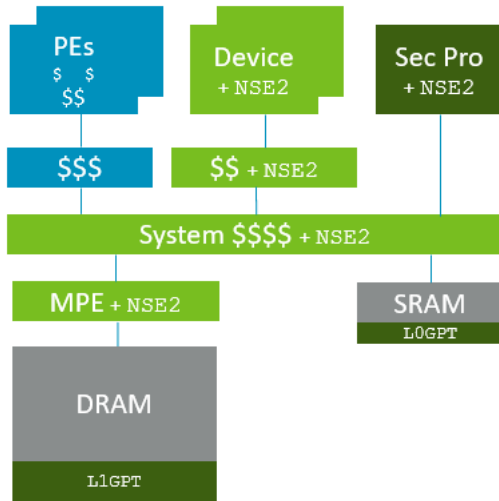 PEs
$ $
$$
Device
+ NSE2
Sec Pro
+ NSE2
$$$
$$ + NSE2
System $$$$ + NSE2
MPE + NSE2
SRAM
L0GPT
DRAM
L1GPT